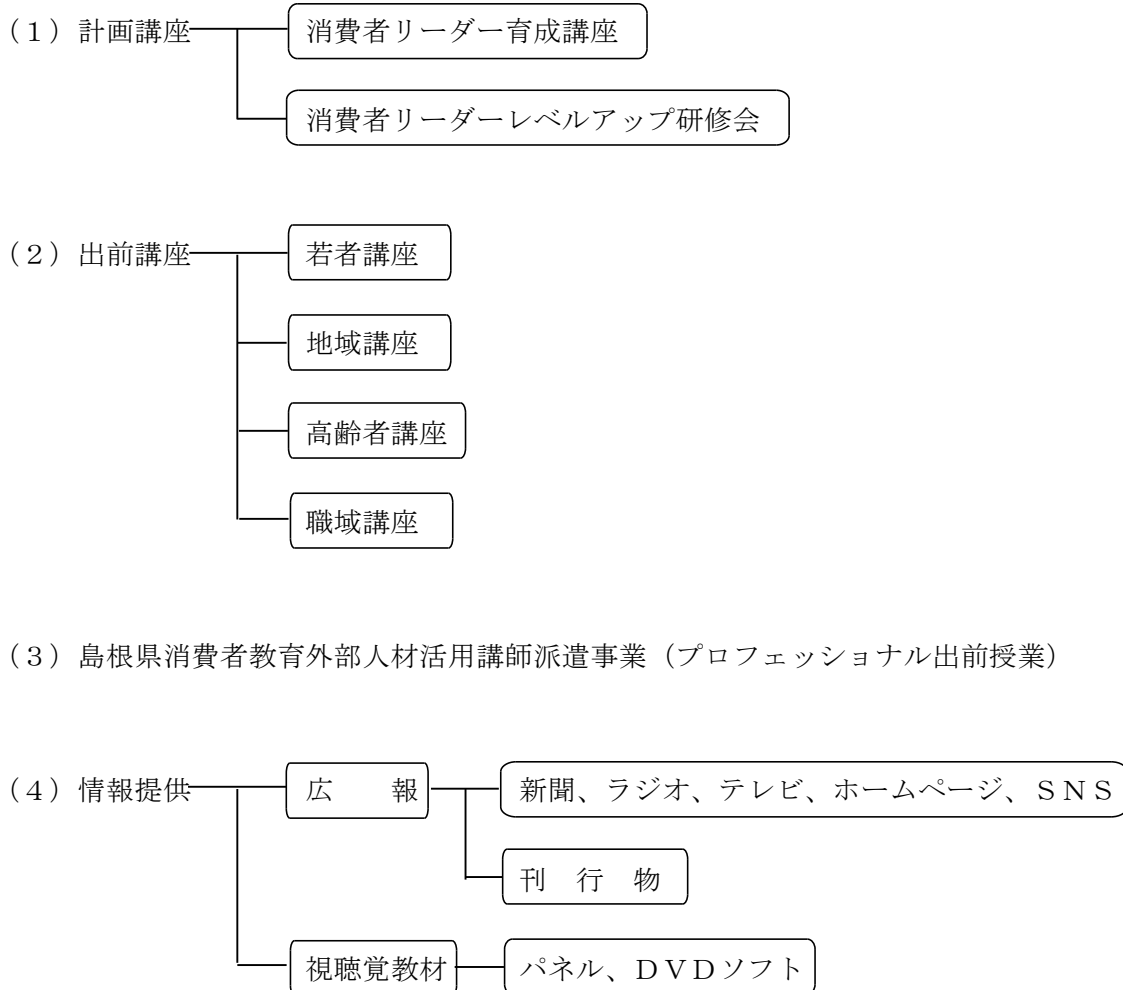 （１）計画講座 消費者リーダー育成講座
消費者リーダーレベルアップ研修会
（２）出前講座 若者講座
地域講座
高齢者講座
職域講座
（３）島根県消費者教育外部人材活用講師派遣事業（プロフェッショナル出前授業）
（４）情報提供 広　　報 新聞、ラジオ、テレビ、ホームページ、ＳＮＳ
刊　行　物
視聴覚教材 パネル、ＤＶＤソフト